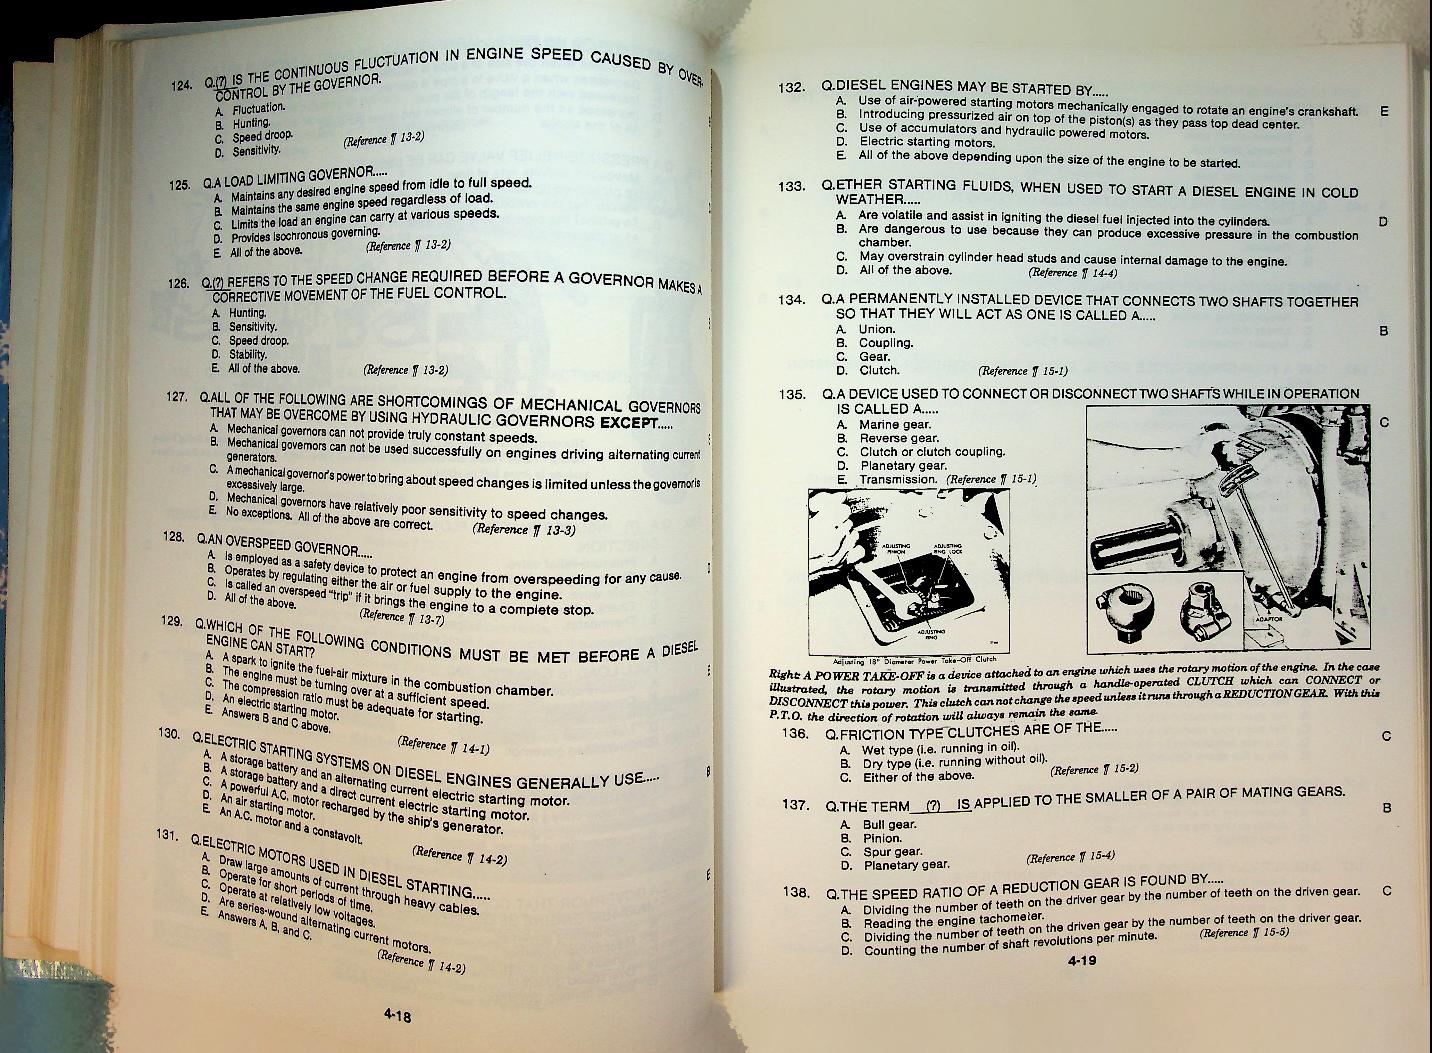 124. Q.(?) IS THE CONTINUOUS FLUCTUATION IN ENGINE SPEED CAUSED BY OVER-
CONTROL BY THE GOVERNOR.
A. Fluctuation.
B. Hunting.
C. Speed droop.
D. Sensitivity. (Reference ¶ 13-2)
125. Q.A LOAD LIMITING GOVERNOR.....
A. Maintains any desired engine speed from idle to full speed.
B. Maintains the same engine speed regardless of load.
C. Limits the load an engine can carry at various speeds.
D. Provides isochronous governing.
E. All of the above. (Reference ¶ 13-2)
126. Q.(?) REFERS TO THE SPEED CHANGE REQUIRED BEFORE A GOVERNOR MAKES A
CORRECTIVE MOVEMENT OF THE FUEL CONTROL.
A. Hunting.
B. Sensitivity.
C. Speed droop.
D. Stability.
E. All of the above. (Reference ¶ 13-2)
127. Q.ALL OF THE FOLLOWING ARE SHORTCOMINGS OF MECHANICAL GOVERNORS
THAT MAY BE OVERCOME BY USING HYDRAULIC GOVERNORS EXCEPT.....
A. Mechanical governors can not provide truly constant speeds.
B. Mechanical governors can not be used successfully on engines driving alternating current
generators.
C. A mechanical governor's power to bring about speed changes is limited unless the governor is
excessively large.
D. Mechanical governors have relatively poor sensitivity to speed changes.
E. No exceptions. All of the above are correct. (Reference ¶ 13-3)
128. Q.AN OVERSPEED GOVERNOR.....
A. Is employed as a safety device to protect an engine from overspeeding for any cause.
B. Operates by regulating either the air or fuel supply to the engine.
C. Is called an overspeed "trip" if it brings the engine to a complete stop.
D. All of the above. (Reference ¶ 13-7)
129. Q.WHICH OF THE FOLLOWING CONDITIONS MUST BE MET BEFORE A DIESEL
ENGINE CAN START?
A. A spark to ignite the fuel-air mixture in the combustion chamber.
B. The engine must be turning over at a sufficient speed.
C. The compression ratio must be adequate for starting.
D. An electric starting motor.
E. Answers B and C above. (Reference ¶ 14-1)
130. Q.ELECTRIC STARTING SYSTEMS ON DIESEL ENGINES GENERALLY USE..... B
A. A storage battery and an alternating current electric starting motor.
B. A storage battery and a direct current electric starting motor.
C. A powerful A.C. motor recharged by the ship's generator.
D. An air starting motor.
E. An A.C. motor and a constavolt. (Reference ¶ 14-2)
131. Q.ELECTRIC MOTORS USED IN DIESEL STARTING..... E
A. Draw large amounts of current through heavy cables.
B. Operate for short periods of time.
C. Operate at relatively low voltages.
D. Are series-wound alternating current motors.
E. Answers A, B, and C. (Reference ¶ 14-2)
4-18
132. Q.DIESEL ENGINES MAY BE STARTED BY.....
A. Use of air-powered starting motors mechanically engaged to rotate an engine's crankshaft. E
B. Introducing pressurized air on top of the piston(s) as they pass top dead center.
C. Use of accumulators and hydraulic powered motors.
D. Electric starting motors.
E. All of the above depending upon the size of the engine to be started.
133. Q.ETHER STARTING FLUIDS, WHEN USED TO START A DIESEL ENGINE IN COLD
WEATHER.....
A. Are volatile and assist in igniting the diesel fuel injected into the cylinders. D
B. Are dangerous to use because they can produce excessive pressure in the combustion
chamber.
C. May overstrain cylinder head studs and cause internal damage to the engine.
D. All of the above. (Reference ¶ 14-4)
134. Q.A PERMANENTLY INSTALLED DEVICE THAT CONNECTS TWO SHAFTS TOGETHER
SO THAT THEY WILL ACT AS ONE IS CALLED A.....
A. Union. B
B. Coupling.
C. Gear.
D. Clutch. (Reference ¶ 15-1)
135. Q.A DEVICE USED TO CONNECT OR DISCONNECT TWO SHAFTS WHILE IN OPERATION
IS CALLED A.....
A. Marine gear. C
B. Reverse gear.
C. Clutch or clutch coupling.
D. Planetary gear.
E. Transmission. (Reference ¶ 15-1)
ADJUSTING PINION
ADJUSTING RING LOCK
ADJUSTING RING
ADAPTOR
Adjusting 18" Diameter Power Take-Off Clutch
Right: A POWER TAKE-OFF is a device attached to an engine which uses the rotary motion of the engine. In the case
illustrated, the rotary motion is transmitted through a handle-operated CLUTCH which can CONNECT or
DISCONNECT this power. This clutch can not change the speed unless it runs through a REDUCTION GEAR. With this
P.T.O. the direction of rotation will always remain the same.
136. Q.FRICTION TYPE CLUTCHES ARE OF THE..... C
A. Wet type (i.e. running in oil).
B. Dry type (i.e. running without oil).
C. Either of the above. (Reference ¶ 15-2)
137. Q.THE TERM (?) IS APPLIED TO THE SMALLER OF A PAIR OF MATING GEARS. B
A. Bull gear.
B. Pinion.
C. Spur gear.
D. Planetary gear. (Reference ¶ 15-4)
138. Q.THE SPEED RATIO OF A REDUCTION GEAR IS FOUND BY..... C
A. Dividing the number of teeth on the driver gear by the number of teeth on the driven gear.
B. Reading the engine tachometer.
C. Dividing the number of teeth on the driven gear by the number of teeth on the driver gear.
D. Counting the number of shaft revolutions per minute. (Reference ¶ 15-5)
4-19